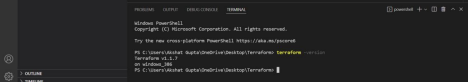 PROBLEMS OUTPUT DEBUG CONSOLE TERMINAL
powershell
Windows PowerShell
Copyright (C) Microsoft Corporation. All rights reserved.
Try the new cross-platform PowerShell https://aka.ms/pscore6
PS C:\Users\Akshat Gupta\OneDrive\Desktop\Terraform> terraform -version
Terraform v1.1.7
on windows_386
PS C:\Users\Akshat Gupta\OneDrive\Desktop\Terraform>
OUTLINE
TIMELINE